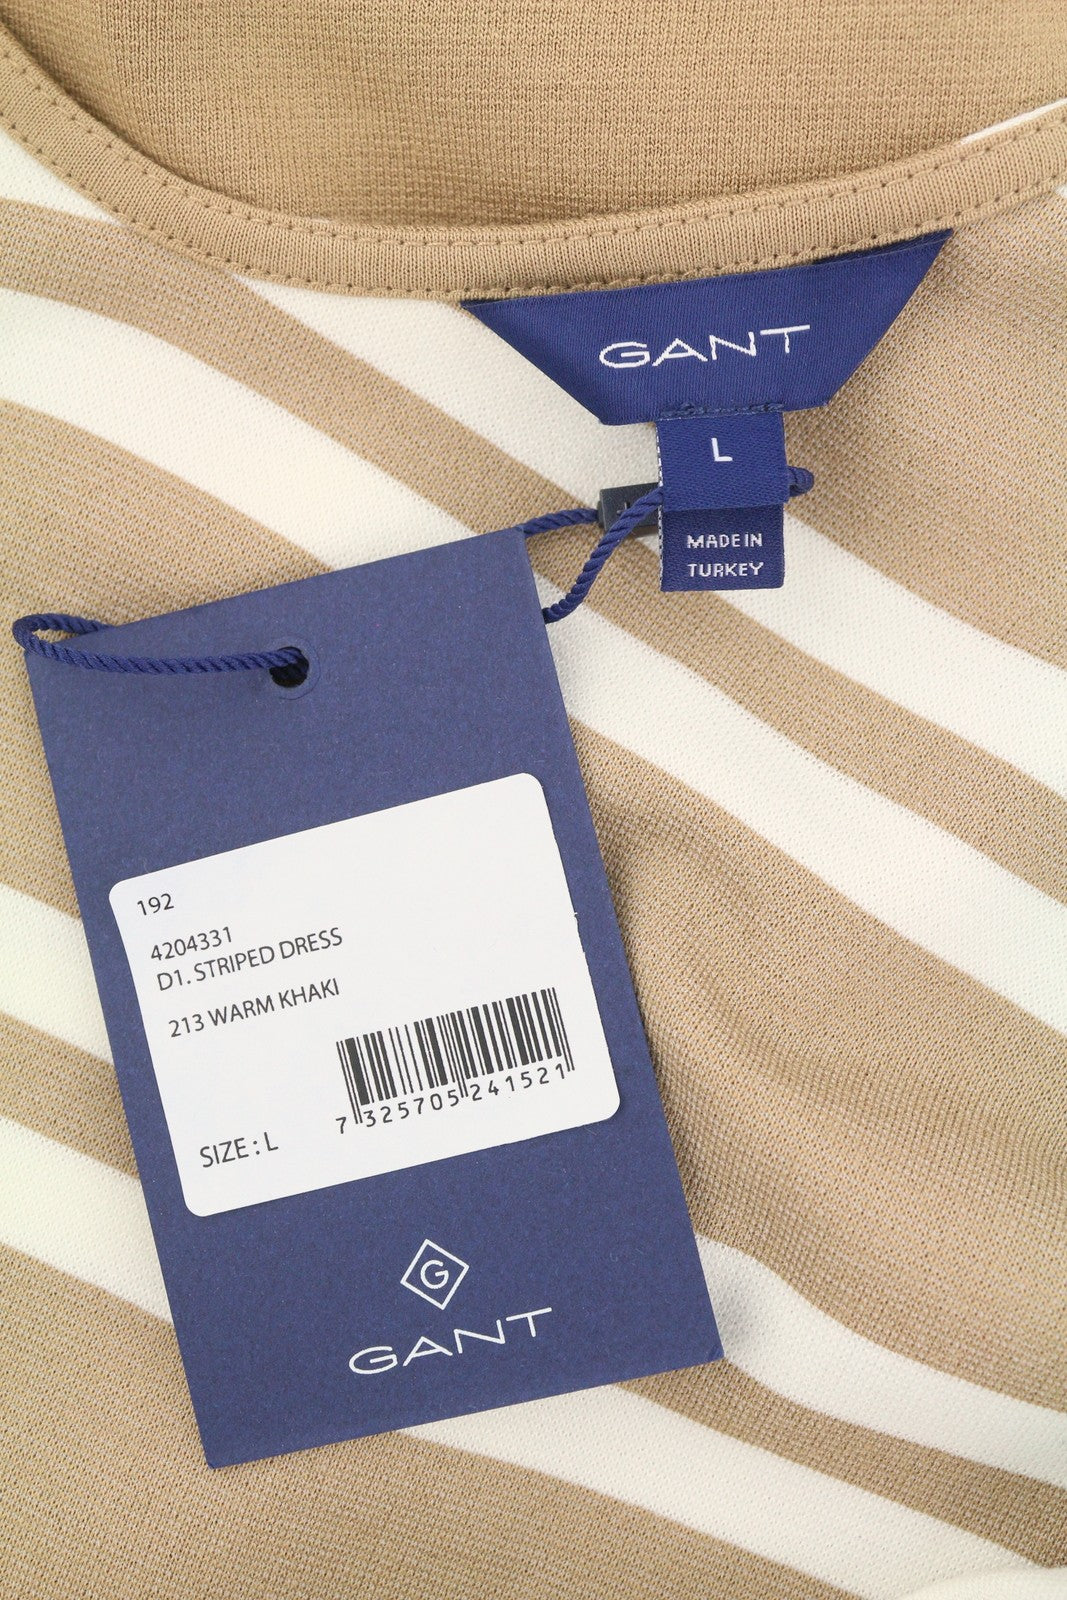 GANT
L
MADE IN
TURKEY
192
4204331
D1. STRIPED DRESS
213 WARM KHAKI
7 325705 241521
SIZE : L
G
GANT